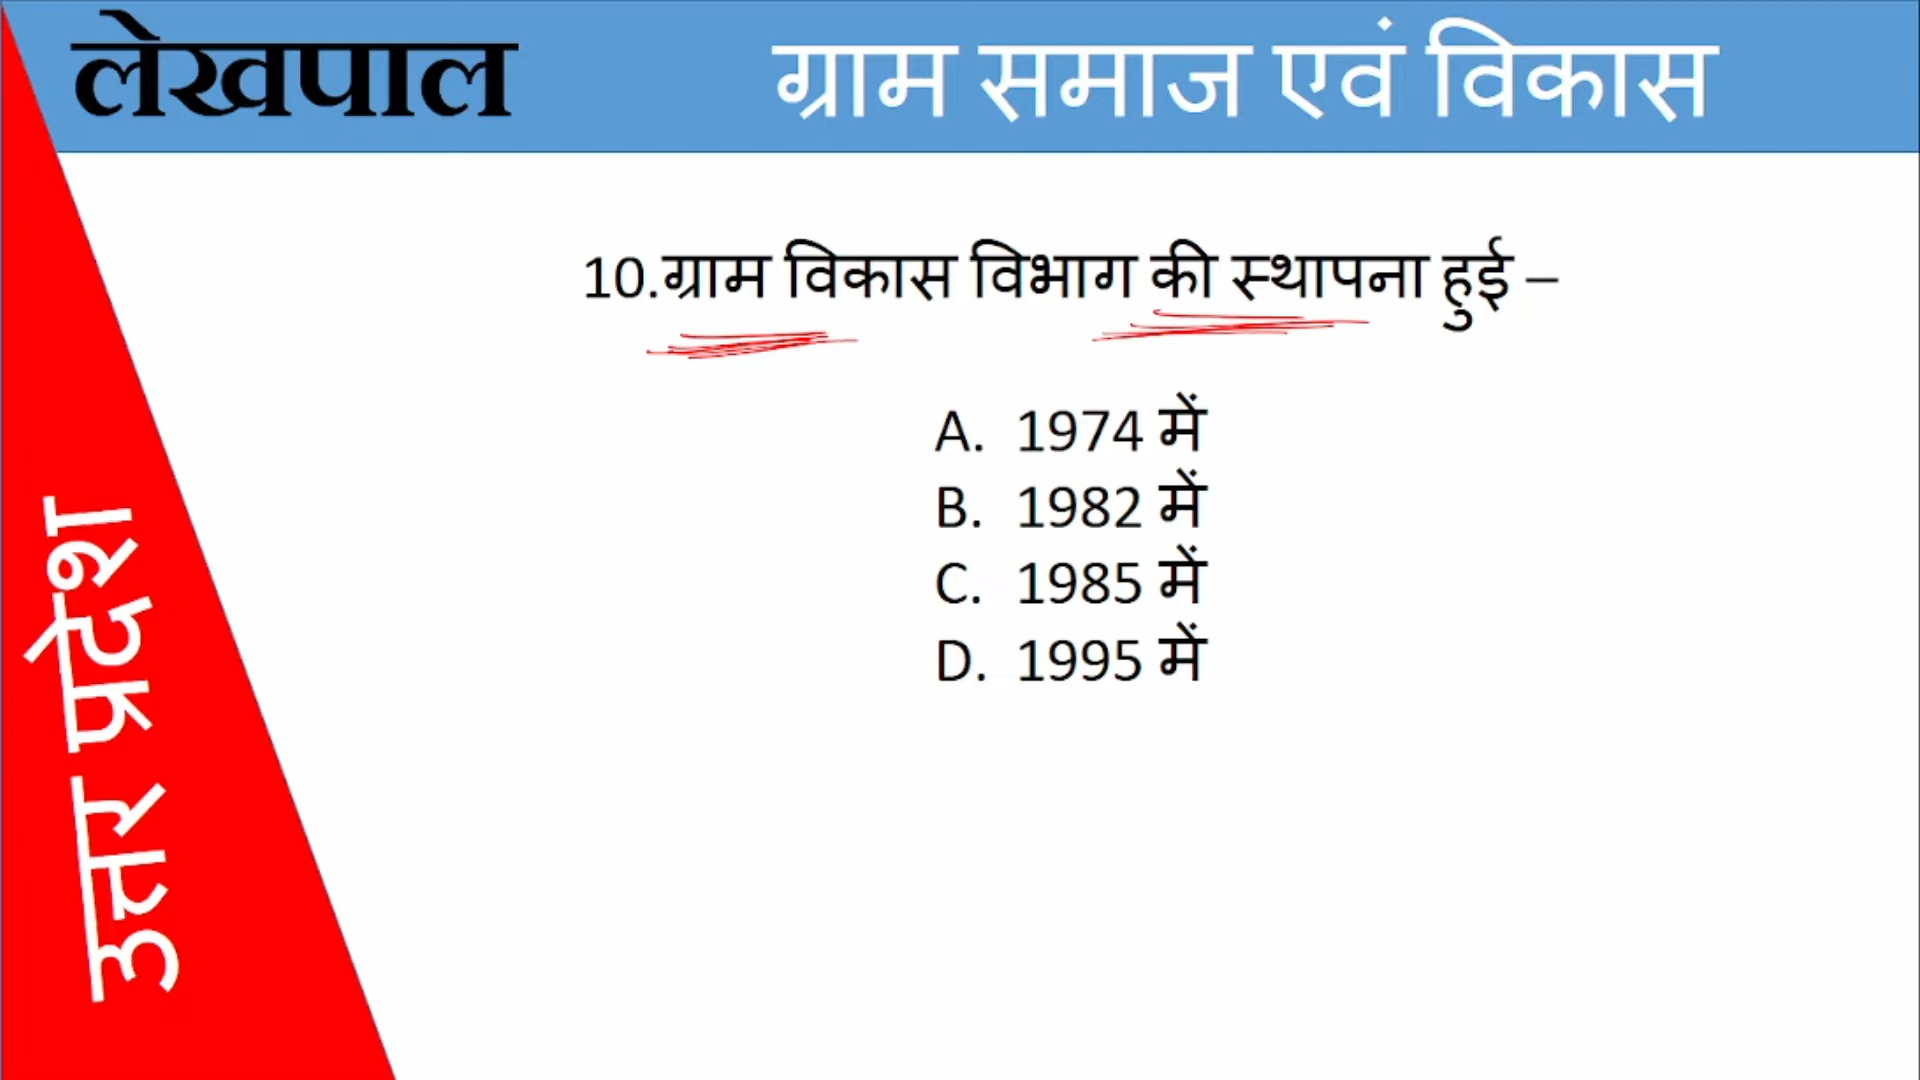 लेखपाल
ग्राम समाज एवं विकास
10.ग्राम विकास विभाग की स्थापना हुई –
A. 1974 में
B. 1982 में
C. 1985 में
D. 1995 में
उत्तर प्रदेश